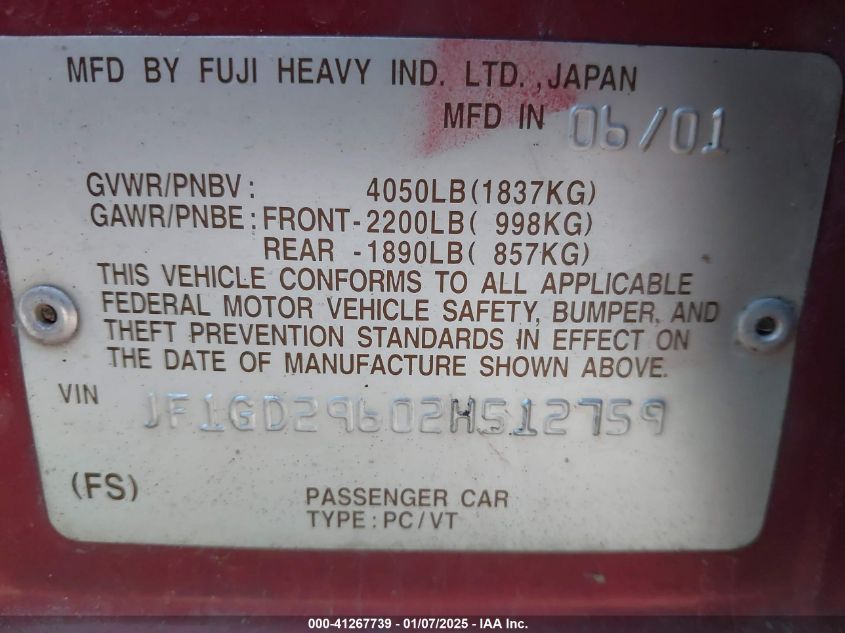 MFD BY FUJI HEAVY IND. LTD. ,JAPAN
MFD IN 06/01
GVWR/PNBV: 4050LB(1837KG)
GAWR/PNBE:FRONT-2200LB( 998KG)
REAR -1890LB( 857KG)
THIS VEHICLE CONFORMS TO ALL APPLICABLE
FEDERAL MOTOR VEHICLE SAFETY, BUMPER, AND
THEFT PREVENTION STANDARDS IN EFFECT ON
THE DATE OF MANUFACTURE SHOWN ABOVE.
VIN JF1GD29602H512759
(FS) PASSENGER CAR
TYPE:PC/VT
000-41267739 - 01/07/2025 - IAA Inc.